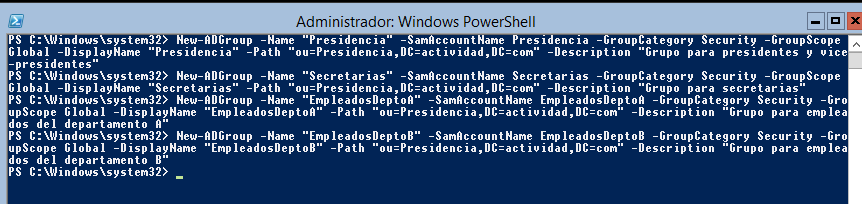 Administrador: Windows PowerShell
PS C:\Windows\system32> New-ADGroup -Name "Presidencia" -SamAccountName Presidencia -GroupCategory Security -GroupScope
Global -DisplayName "Presidencia" -Path "ou=Presidencia,DC=actividad,DC=com" -Description "Grupo para presidentes y vice
-presidentes"
PS C:\Windows\system32> New-ADGroup -Name "Secretarias" -SamAccountName Secretarias -GroupCategory Security -GroupScope
Global -DisplayName "Secretarias" -Path "ou=Presidencia,DC=actividad,DC=com" -Description "Grupo para secretarias"
PS C:\Windows\system32> New-ADGroup -Name "EmpleadosDeptoA" -SamAccountName EmpleadosDeptoA -GroupCategory Security -Gro
upScope Global -DisplayName "EmpleadosDeptoA" -Path "ou=Presidencia,DC=actividad,DC=com" -Description "Grupo para emplea
dos del departamento A"
PS C:\Windows\system32> New-ADGroup -Name "EmpleadosDeptoB" -SamAccountName EmpleadosDeptoB -GroupCategory Security -Gro
upScope Global -DisplayName "EmpleadosDeptoB" -Path "ou=Presidencia,DC=actividad,DC=com" -Description "Grupo para emplea
dos del departamento B"
PS C:\Windows\system32> _